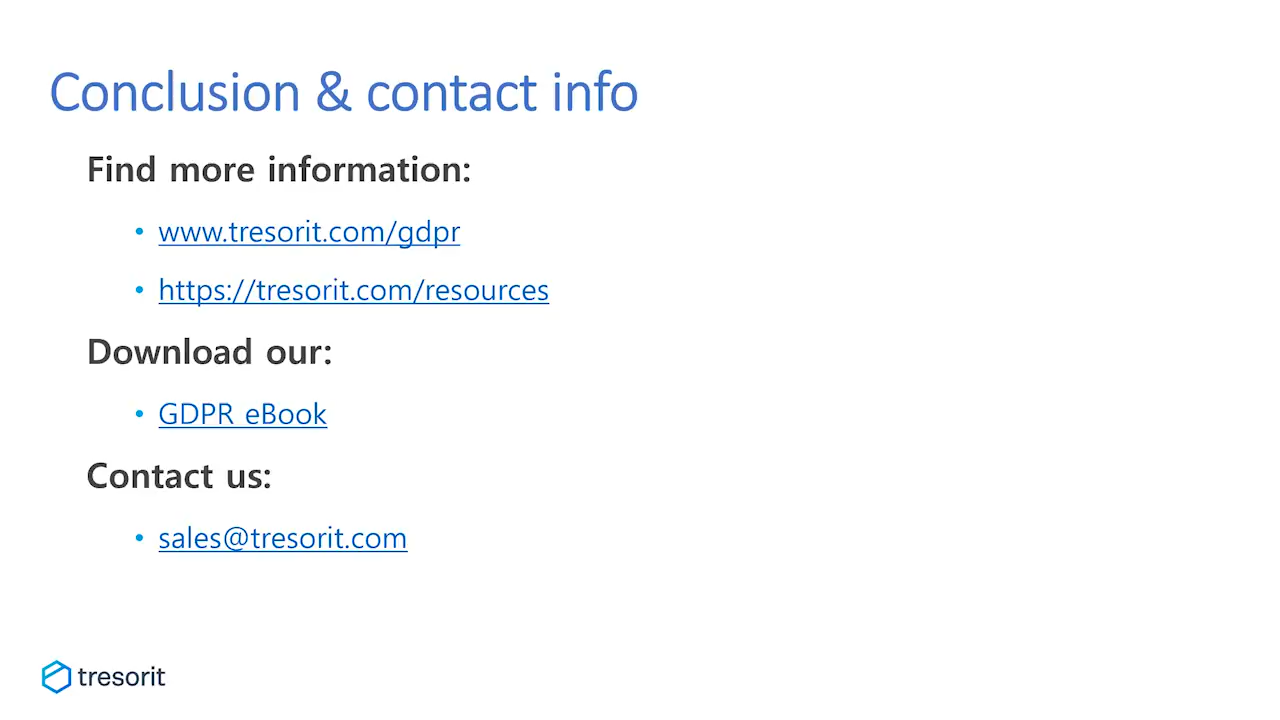 Conclusion & contact info
Find more information:
• www.tresorit.com/gdpr
• https://tresorit.com/resources
Download our:
• GDPR eBook
Contact us:
• sales@tresorit.com
tresorit